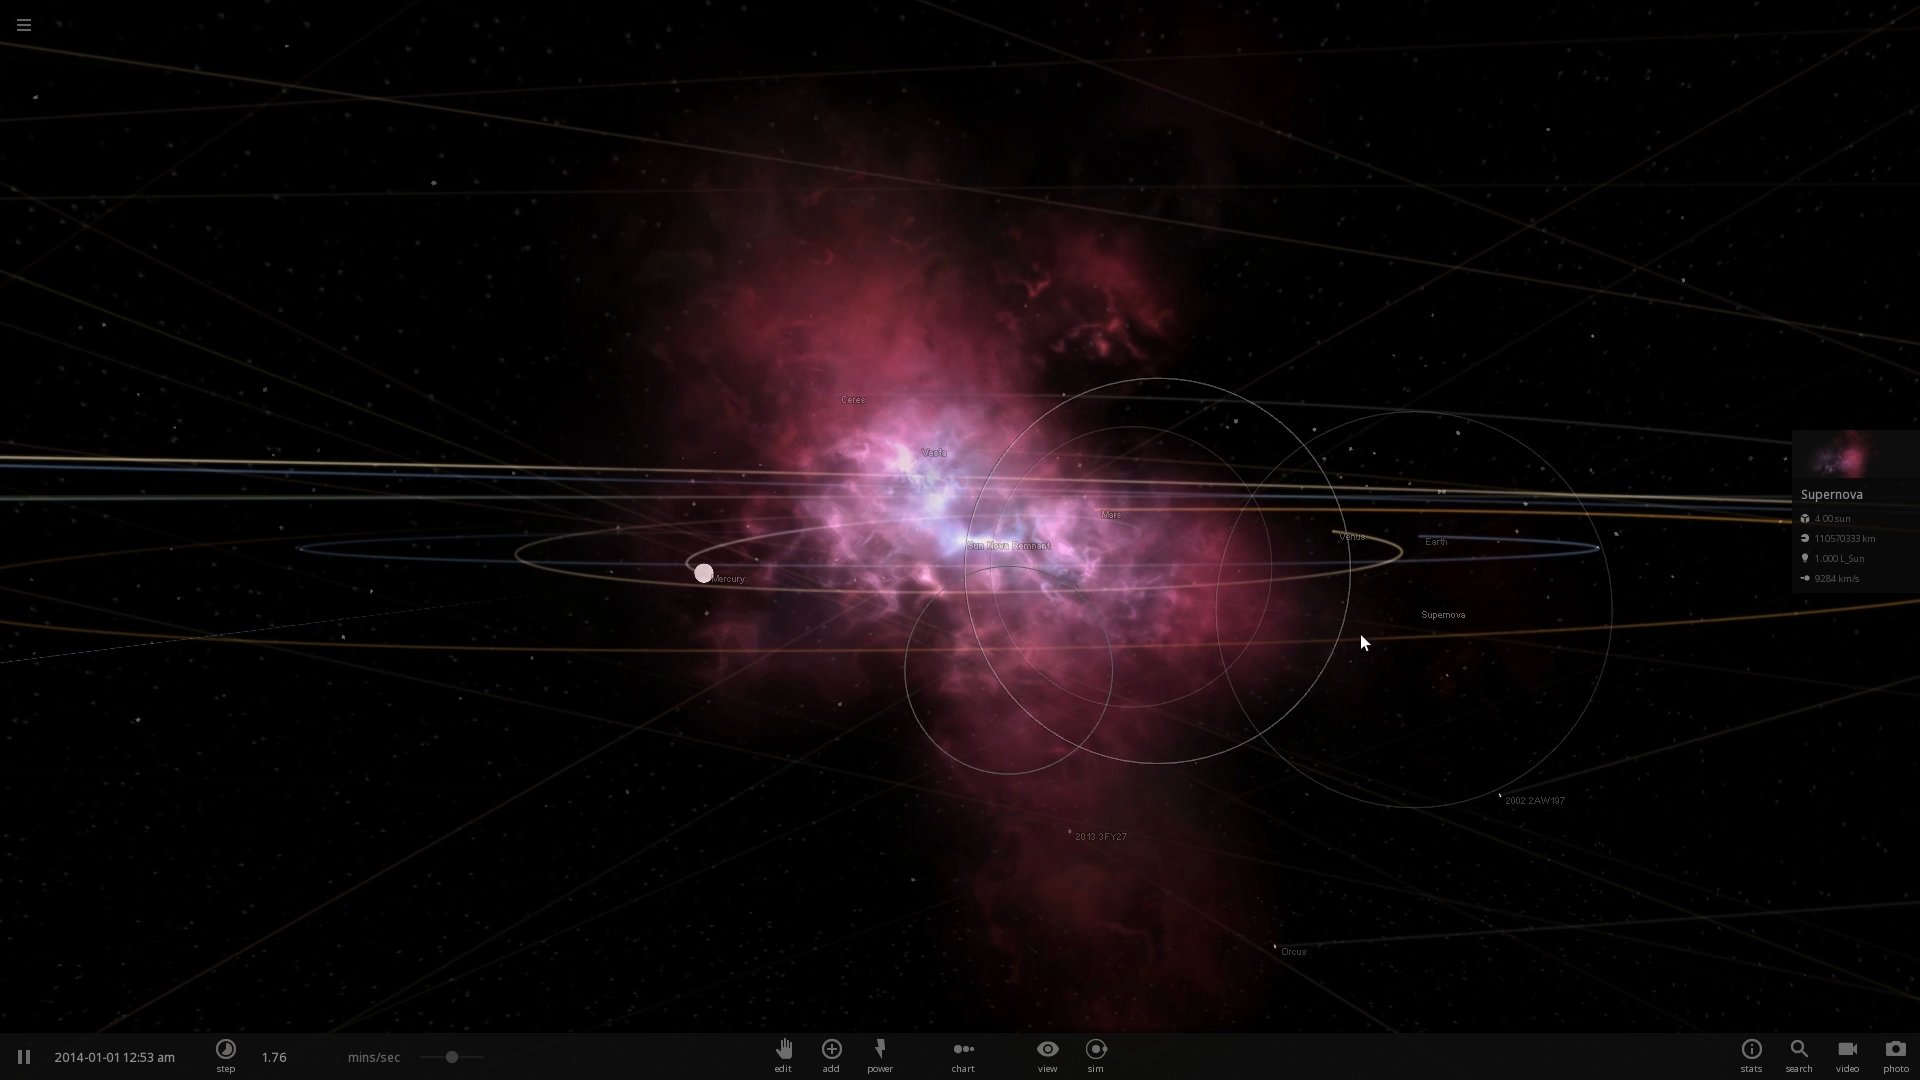 Ceres
Vesta
Mars
Venus
Earth
Sun Nova Remnant
Mercury
Supernova
2002 2AW197
2013 3FY27
Orcus
Supernova
4.00 sun
110570333 km
1.000 L_Sun
9284 km/s
2014-01-01 12:53 am
step
1.76
mins/sec
edit
add
power
chart
view
sim
stats
search
video
photo